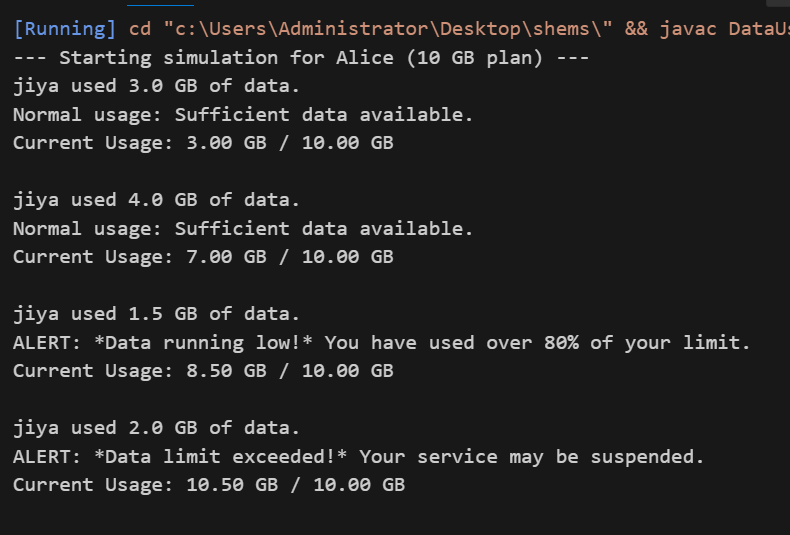 [Running] cd "c:\Users\Administrator\Desktop\shems\" && javac DataUs
--- Starting simulation for Alice (10 GB plan) ---
jiya used 3.0 GB of data.
Normal usage: Sufficient data available.
Current Usage: 3.00 GB / 10.00 GB
jiya used 4.0 GB of data.
Normal usage: Sufficient data available.
Current Usage: 7.00 GB / 10.00 GB
jiya used 1.5 GB of data.
ALERT: *Data running low!* You have used over 80% of your limit.
Current Usage: 8.50 GB / 10.00 GB
jiya used 2.0 GB of data.
ALERT: *Data limit exceeded!* Your service may be suspended.
Current Usage: 10.50 GB / 10.00 GB